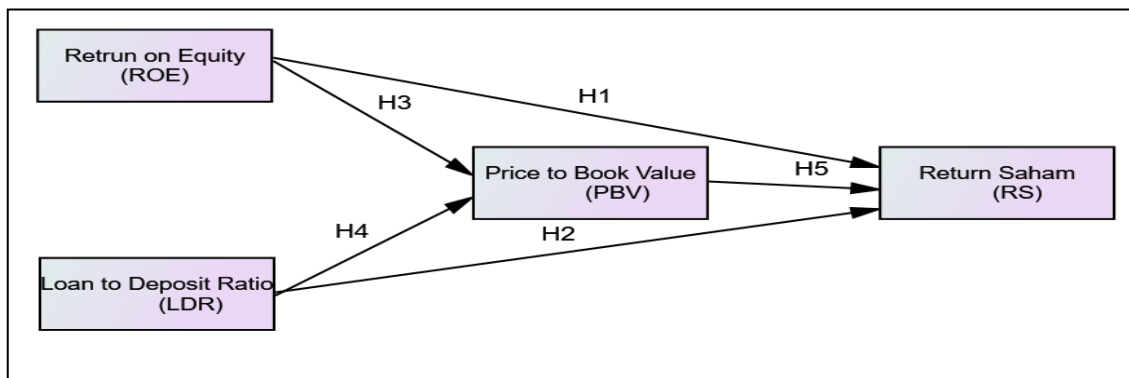 Retrun on Equity
(ROE)
H1
H3
Price to Book Value
(PBV)
H5
Return Saham
(RS)
H4
H2
Loan to Deposit Ratio
(LDR)